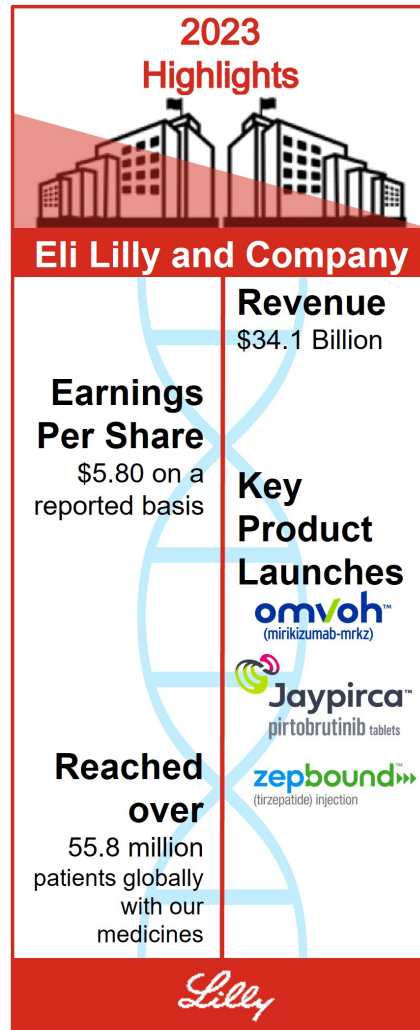 2023
Highlights
Eli Lilly and Company
Revenue
$34.1 Billion
Earnings
Per Share
$5.80 on a
reported basis
Key
Product
Launches
omvoh™
(mirikizumab-mrkz)
Jaypirca™
pirtobrutinib tablets
zepbound™
(tirzepatide) injection
Reached
over
55.8 million
patients globally
with our
medicines
Lilly